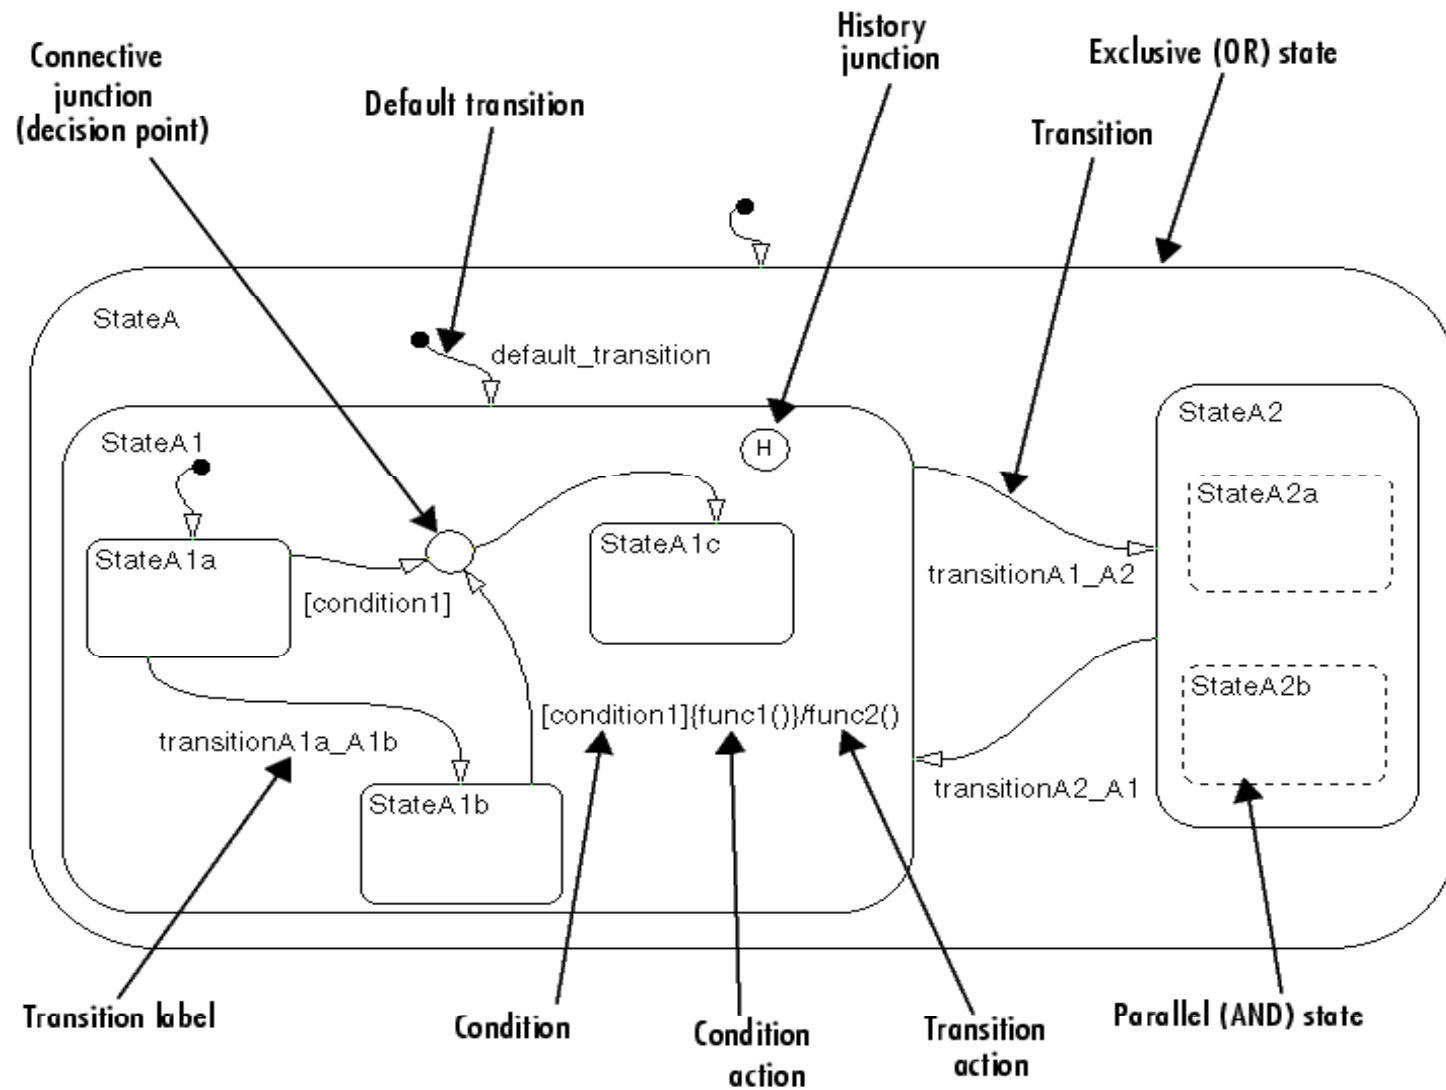 History
junction
Exclusive (OR) state
Connective
junction
(decision point)
Default transition
Transition
StateA
default_transition
StateA1
H
StateA2
StateA2a
StateA1a
StateA1c
[condition1]
transitionA1_A2
StateA2b
[condition1]{func1()}/func2()
transitionA1a_A1b
StateA1b
transitionA2_A1
Transition label
Condition
Condition
action
Transition
action
Parallel (AND) state